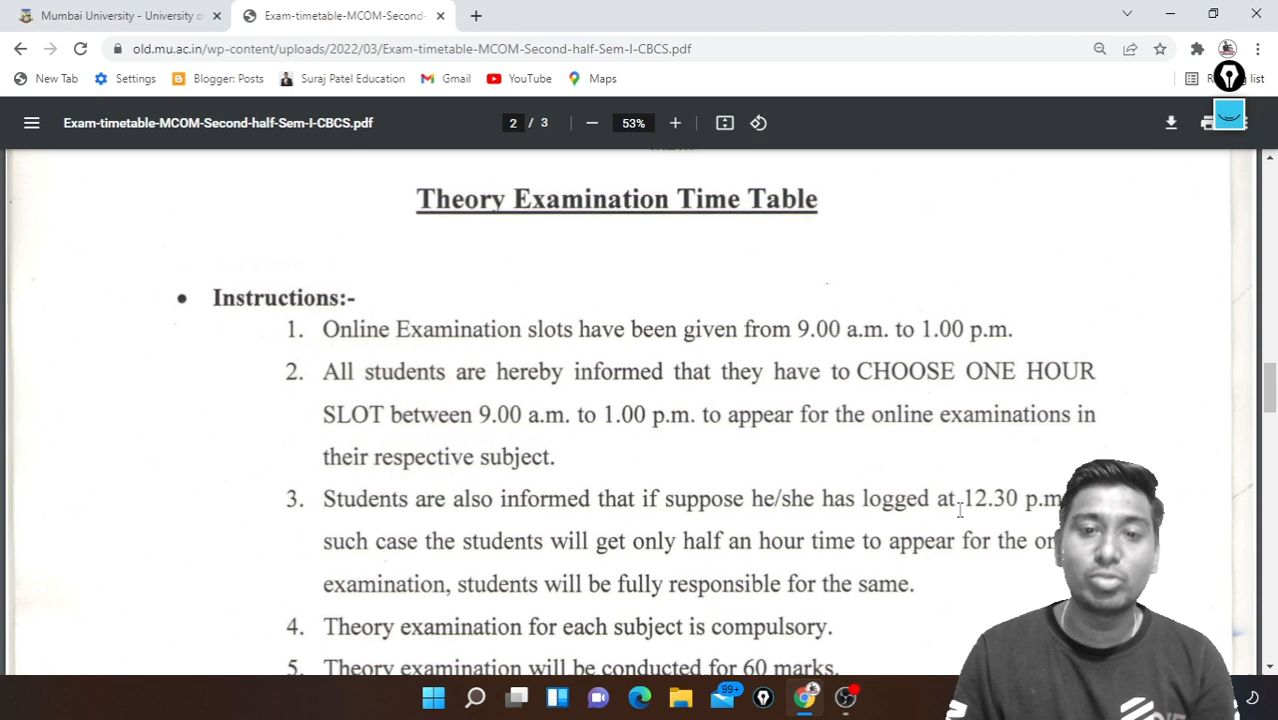 Mumbai University - University o
Exam-timetable-MCOM-Second-
old.mu.ac.in/wp-content/uploads/2022/03/Exam-timetable-MCOM-Second-half-Sem-I-CBCS.pdf
New Tab Settings Blogger: Posts Suraj Patel Education Gmail YouTube Maps list
Exam-timetable-MCOM-Second-half-Sem-I-CBCS.pdf 2 / 3 53%
Theory Examination Time Table
• Instructions:-
1. Online Examination slots have been given from 9.00 a.m. to 1.00 p.m.
2. All students are hereby informed that they have to CHOOSE ONE HOUR
SLOT between 9.00 a.m. to 1.00 p.m. to appear for the online examinations in
their respective subject.
3. Students are also informed that if suppose he/she has logged at 12.30 p.m
such case the students will get only half an hour time to appear for the
examination, students will be fully responsible for the same.
4. Theory examination for each subject is compulsory.
5. Theory examination will be conducted for 60 marks.
99+